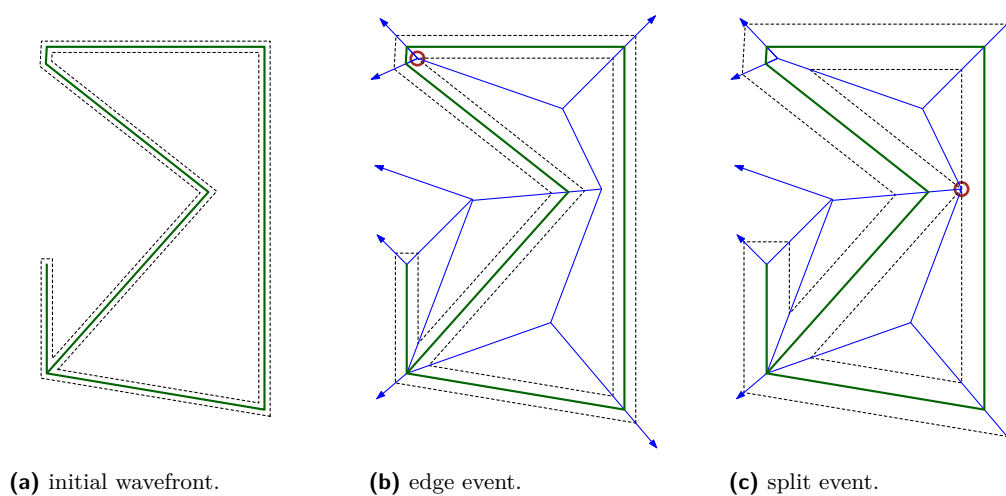 (a) initial wavefront. (b) edge event. (c) split event.